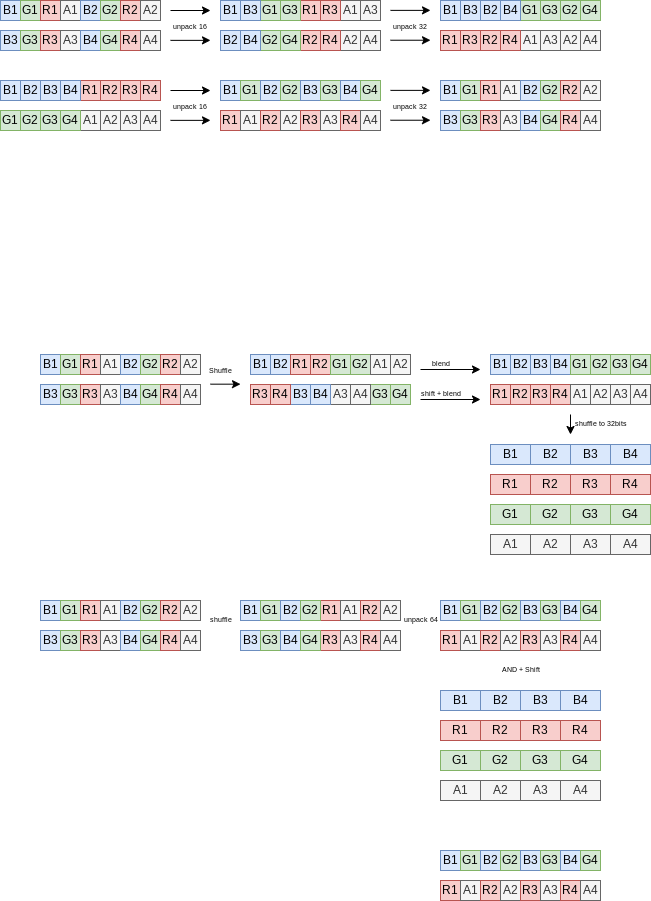 B1 G1 R1 A1 B2 G2 R2 A2 B1 B3 G1 G3 R1 R3 A1 A3 B1 B3 B2 B4 G1 G3 G2 G4
unpack 16 unpack 32
B3 G3 R3 A3 B4 G4 R4 A4 B2 B4 G2 G4 R2 R4 A2 A4 R1 R3 R2 R4 A1 A3 A2 A4
B1 B2 B3 B4 R1 R2 R3 R4 B1 G1 B2 G2 B3 G3 B4 G4 B1 G1 R1 A1 B2 G2 R2 A2
unpack 16 unpack 32
G1 G2 G3 G4 A1 A2 A3 A4 R1 A1 R2 A2 R3 A3 R4 A4 B3 G3 R3 A3 B4 G4 R4 A4
B1 G1 R1 A1 B2 G2 R2 A2 B1 B2 R1 R2 G1 G2 A1 A2 blend B1 B2 B3 B4 G1 G2 G3 G4
Shuffle
B3 G3 R3 A3 B4 G4 R4 A4 R3 R4 B3 B4 A3 A4 G3 G4 shift + blend R1 R2 R3 R4 A1 A2 A3 A4
shuffle to 32bits
B1 B2 B3 B4
R1 R2 R3 R4
G1 G2 G3 G4
A1 A2 A3 A4
B1 G1 R1 A1 B2 G2 R2 A2 B1 G1 B2 G2 R1 A1 R2 A2 B1 G1 B2 G2 B3 G3 B4 G4
shuffle unpack 64
B3 G3 R3 A3 B4 G4 R4 A4 B3 G3 B4 G4 R3 A3 R4 A4 R1 A1 R2 A2 R3 A3 R4 A4
AND + Shift
B1 B2 B3 B4
R1 R2 R3 R4
G1 G2 G3 G4
A1 A2 A3 A4
B1 G1 B2 G2 B3 G3 B4 G4
R1 A1 R2 A2 R3 A3 R4 A4